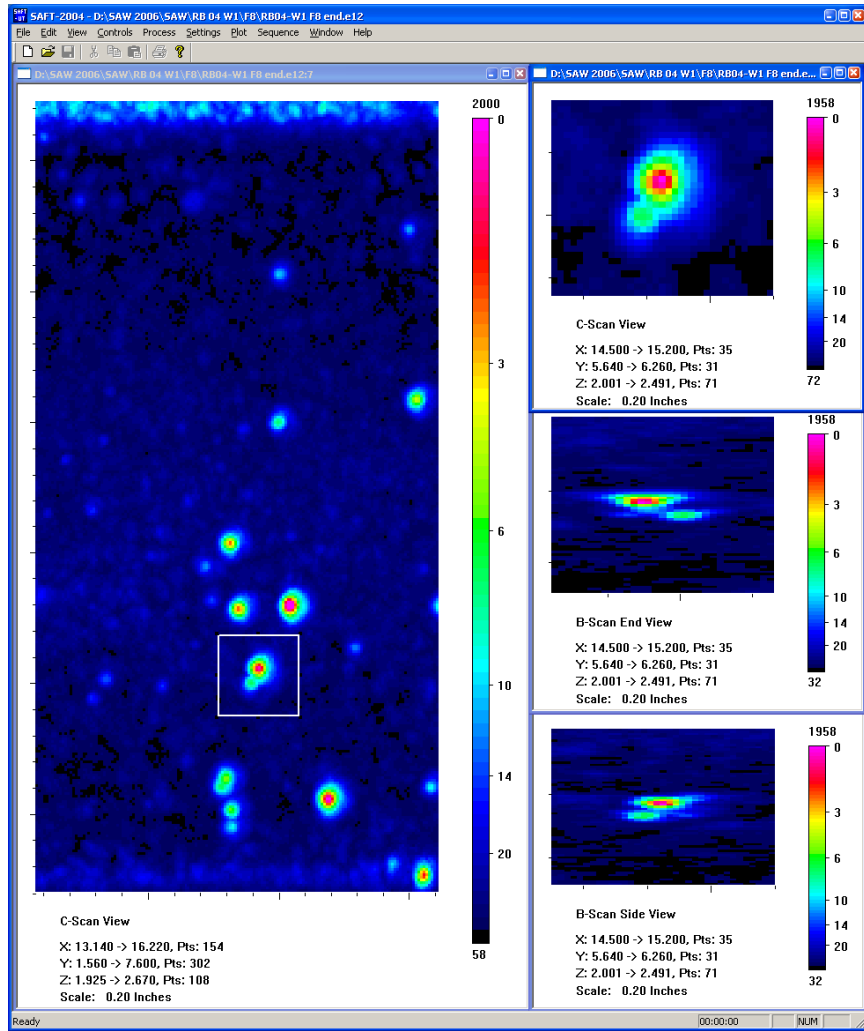 SAFT-2004 - D:\SAW 2006\SAW\RB 04 W1\F8\RB04-W1 F8 end.e12
File Edit View Controls Process Settings Plot Sequence Window Help
D:\SAW 2006\SAW\RB 04 W1\F8\RB04-W1 F8 end.e12:7
2000
0
3
6
10
14
20
58
C-Scan View
X: 13.140 -> 16.220, Pts: 154
Y: 1.560 -> 7.600, Pts: 302
Z: 1.925 -> 2.670, Pts: 108
Scale: 0.20 Inches
D:\SAW 2006\SAW\RB 04 W1\F8\RB04-W1 F8 end.e...
1958
0
3
6
10
14
20
72
C-Scan View
X: 14.500 -> 15.200, Pts: 35
Y: 5.640 -> 6.260, Pts: 31
Z: 2.001 -> 2.491, Pts: 71
Scale: 0.20 Inches
1958
0
3
6
10
14
20
32
B-Scan End View
X: 14.500 -> 15.200, Pts: 35
Y: 5.640 -> 6.260, Pts: 31
Z: 2.001 -> 2.491, Pts: 71
Scale: 0.20 Inches
1958
0
3
6
10
14
20
32
B-Scan Side View
X: 14.500 -> 15.200, Pts: 35
Y: 5.640 -> 6.260, Pts: 31
Z: 2.001 -> 2.491, Pts: 71
Scale: 0.20 Inches
Ready
00:00:00
NUM